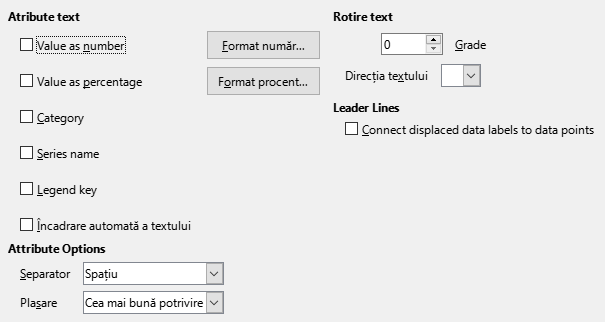 Atribute text
Value as number
Format număr...
Value as percentage
Format procent...
Category
Series name
Legend key
Încadrare automată a textului
Attribute Options
Separator
Spațiu
Plasare
Cea mai bună potrivire
Rotire text
0
Grade
Direcția textului
Leader Lines
Connect displaced data labels to data points